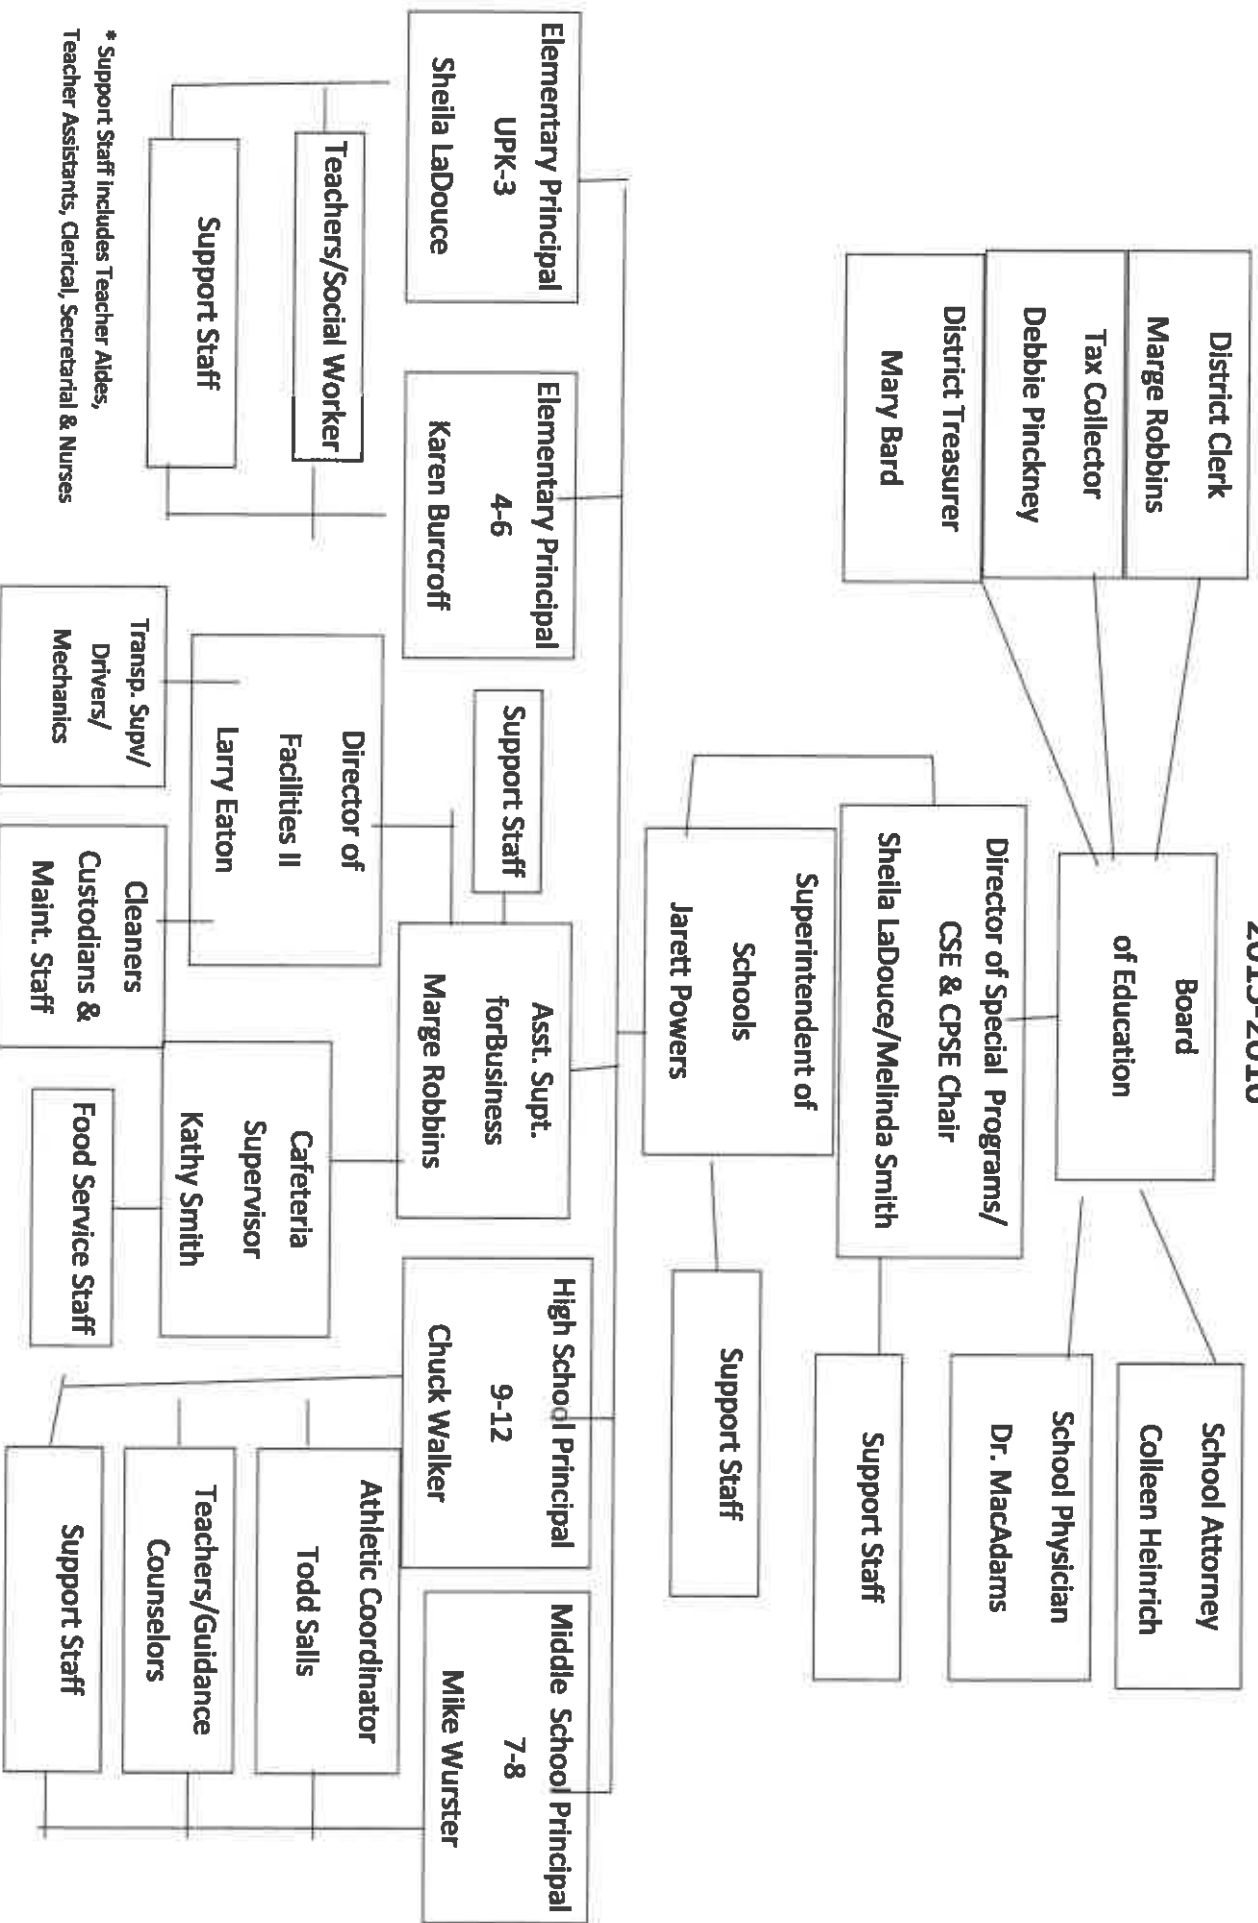 2015-2016
Board
of Education
District Clerk
Marge Robbins
Tax Collector
Debbie Pinckney
District Treasurer
Mary Bard
School Attorney
Colleen Heinrich
School Physician
Dr. MacAdams
Director of Special Programs/
CSE & CPSE Chair
Sheila LaDouce/Melinda Smith
Support Staff
Superintendent of
Schools
Jarett Powers
Support Staff
Elementary Principal
UPK-3
Sheila LaDouce
Elementary Principal
4-6
Karen Burcroff
Support Staff
Asst. Supt.
forBusiness
Marge Robbins
High School Principal
9-12
Chuck Walker
Middle School Principal
7-8
Mike Wurster
Teachers/Social Worker
Support Staff
Director of
Facilities II
Larry Eaton
Cafeteria
Supervisor
Kathy Smith
Athletic Coordinator
Todd Salls
Teachers/Guidance
Counselors
Support Staff
Transp. Supv/
Drivers/
Mechanics
Cleaners
Custodians &
Maint. Staff
Food Service Staff
* Support Staff includes Teacher Aides,
Teacher Assistants, Clerical, Secretarial & Nurses